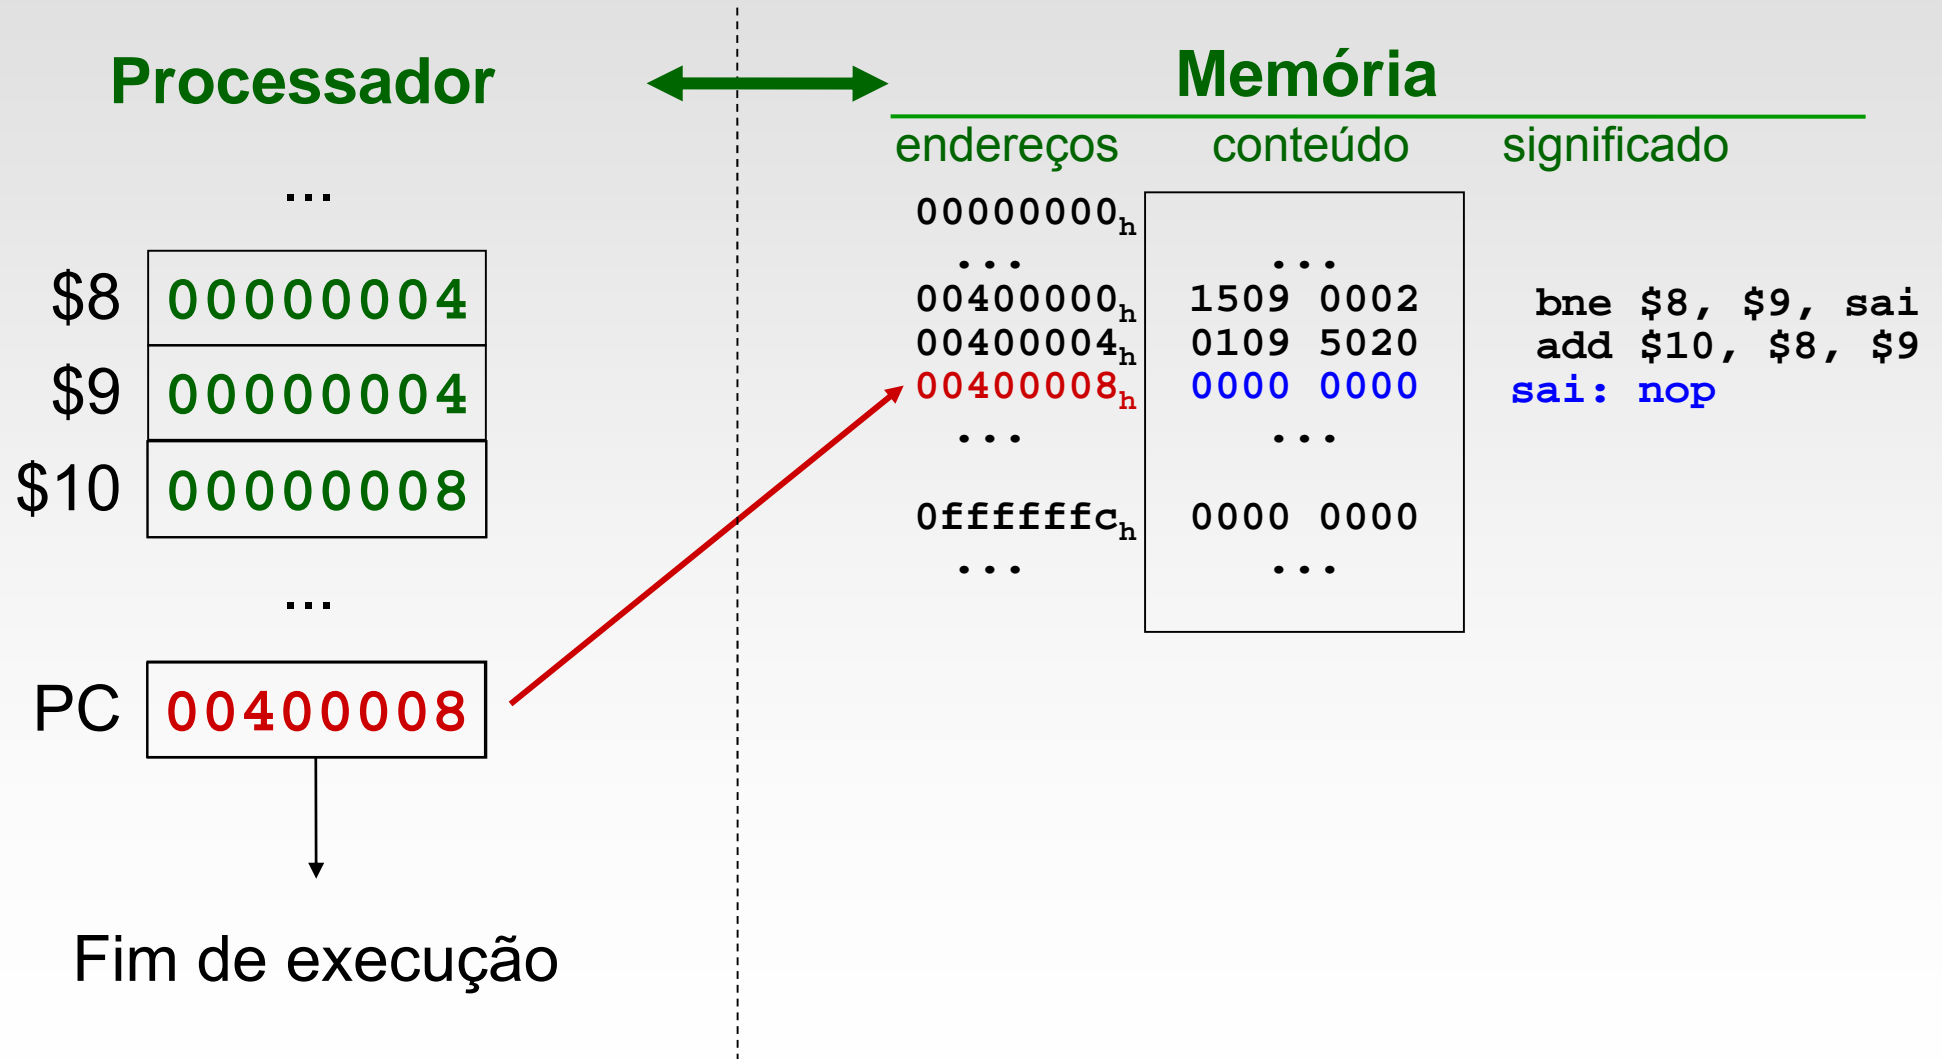 Processador
Memória
endereços conteúdo significado
...
00000000h
... ...
$8 00000004
00400000h 1509 0002 bne $8, $9, sai
00400004h 0109 5020 add $10, $8, $9
$9 00000004
00400008h 0000 0000 sai: nop
... ...
$10 00000008
0ffffffch 0000 0000
... ...
...
PC 00400008
Fim de execução